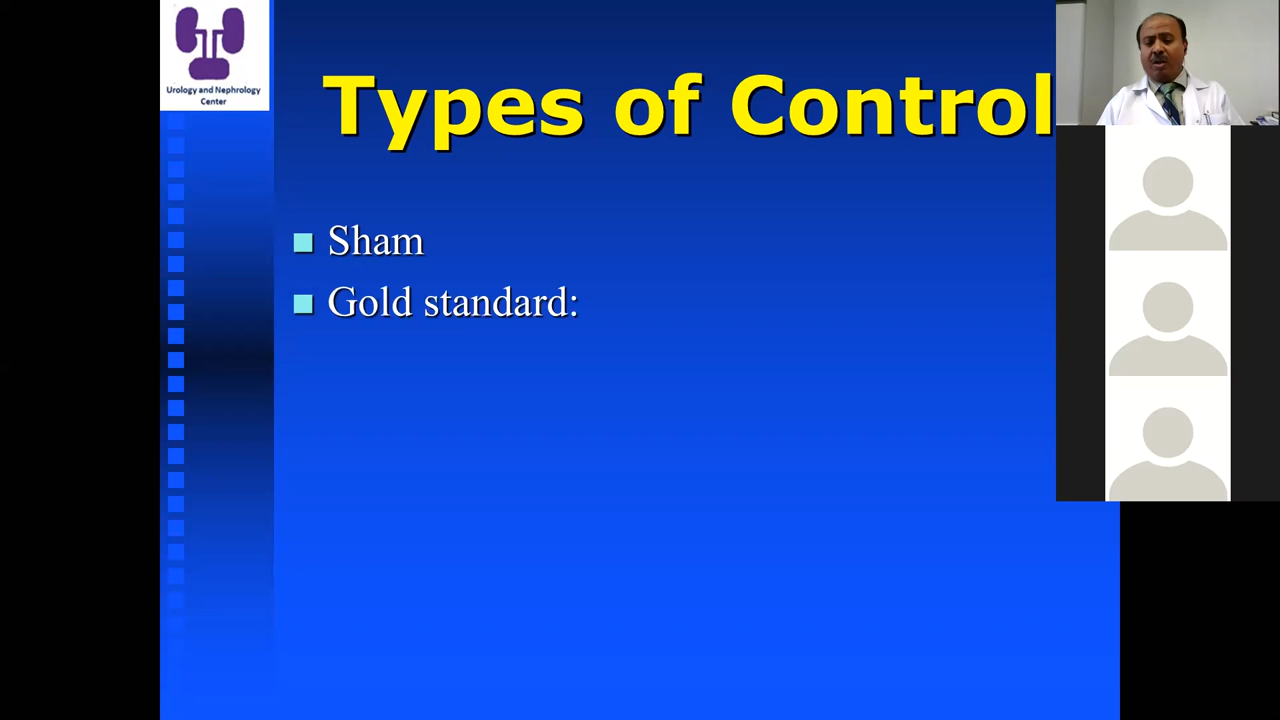 Urology and Nephrology
Center
Types of Control
Sham
Gold standard: